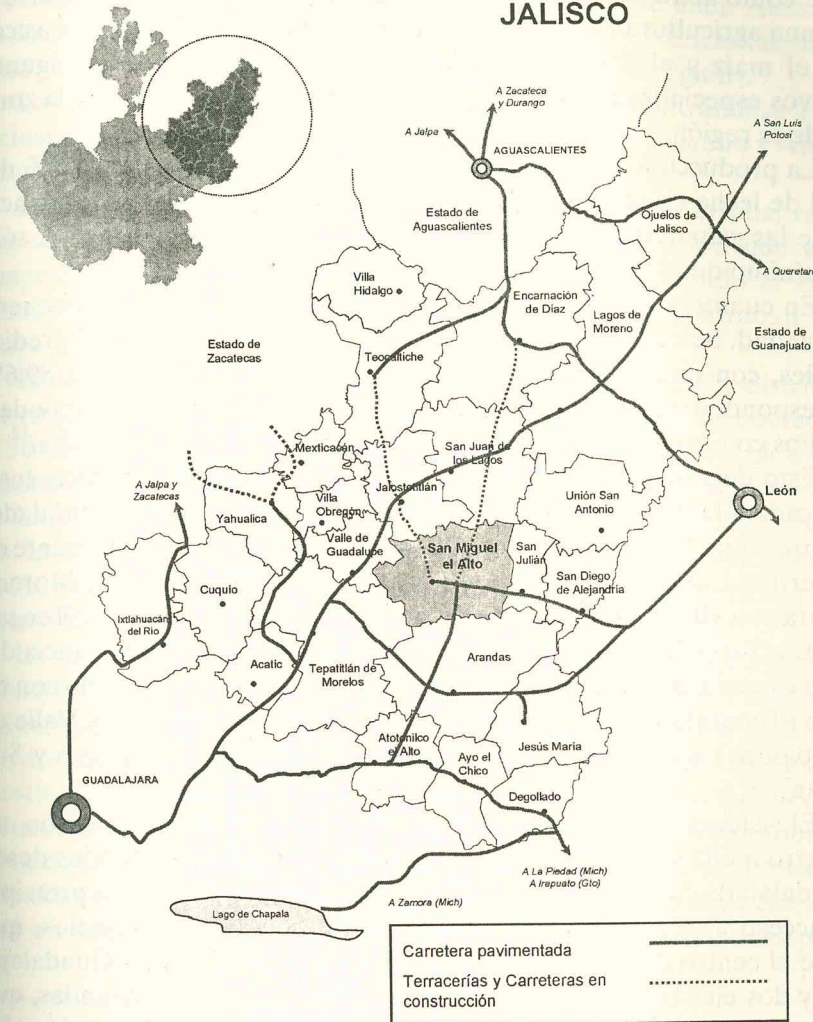 JALISCO
A Zacateca
y Durango
A Jalpa
A San Luis
Potosí
AGUASCALIENTES
Estado de
Aguascalientes
Ojuelos de
Jalisco
A Queretaro
Villa
Hidalgo
Encarnación
de Diaz
Lagos de
Moreno
Estado de
Guanajuato
Estado de
Zacatecas
Teocaltiche
Mexticacán
San Juan de
los Lagos
A Jalpa y
Zacatecas
Jalostotitlán
Villa
Obregón
Unión San
Antonio
León
Yahualica
Valle de
Guadalupe
San Miguel
el Alto
San
Julián
San Diego
de Alejandría
Cuqulo
Ixtlahuacán
del Rio
Acatic
Tepatitlán de
Morelos
Arandas
Atotonilco
el Alto
Ayo el
Chico
Jesús Maria
GUADALAJARA
Degollado
A La Piedad (Mich)
A Irapuato (Gto)
A Zamora (Mich)
Lago de Chapala
Carretera pavimentada
Terracerías y Carreteras en
construcción